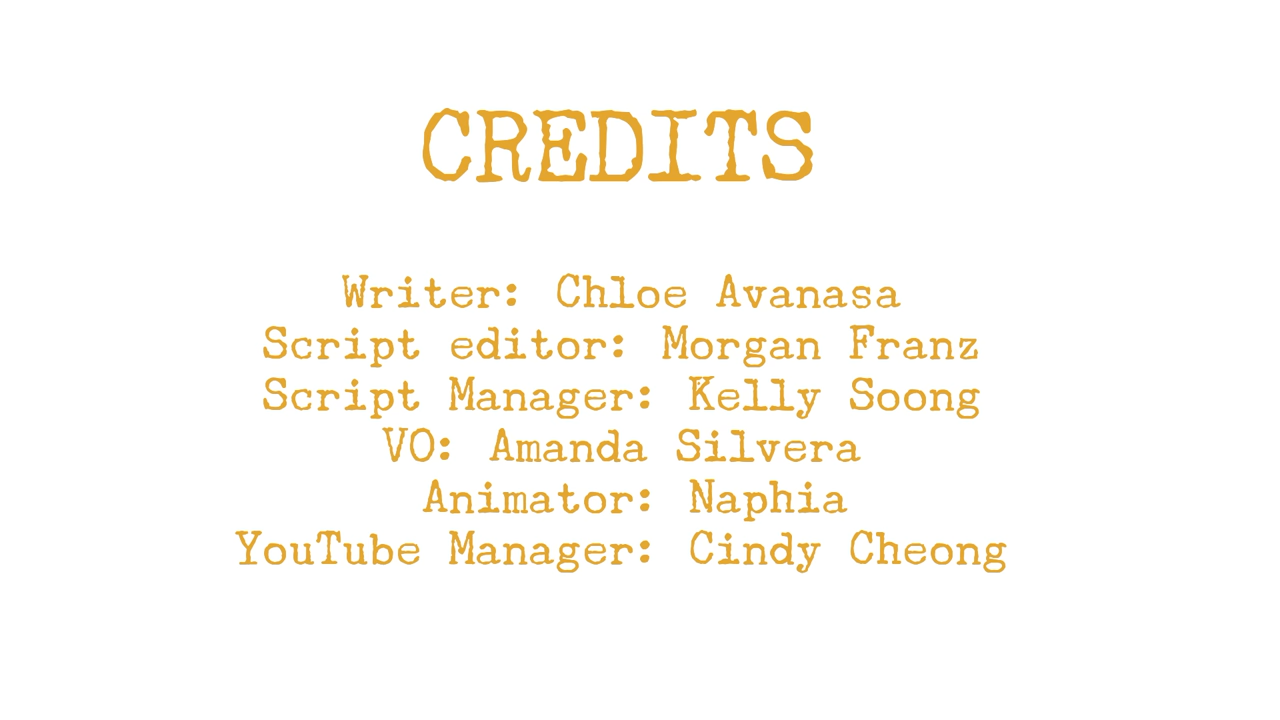 CREDITS
Writer: Chloe Avanasa
Script editor: Morgan Franz
Script Manager: Kelly Soong
VO: Amanda Silvera
Animator: Naphia
YouTube Manager: Cindy Cheong